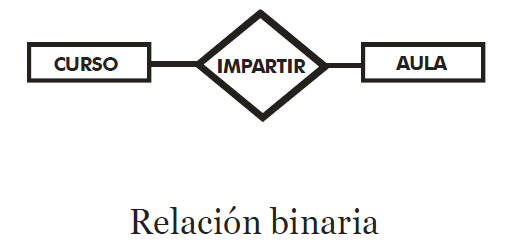 CURSO
IMPARTIR
AULA
Relación binaria